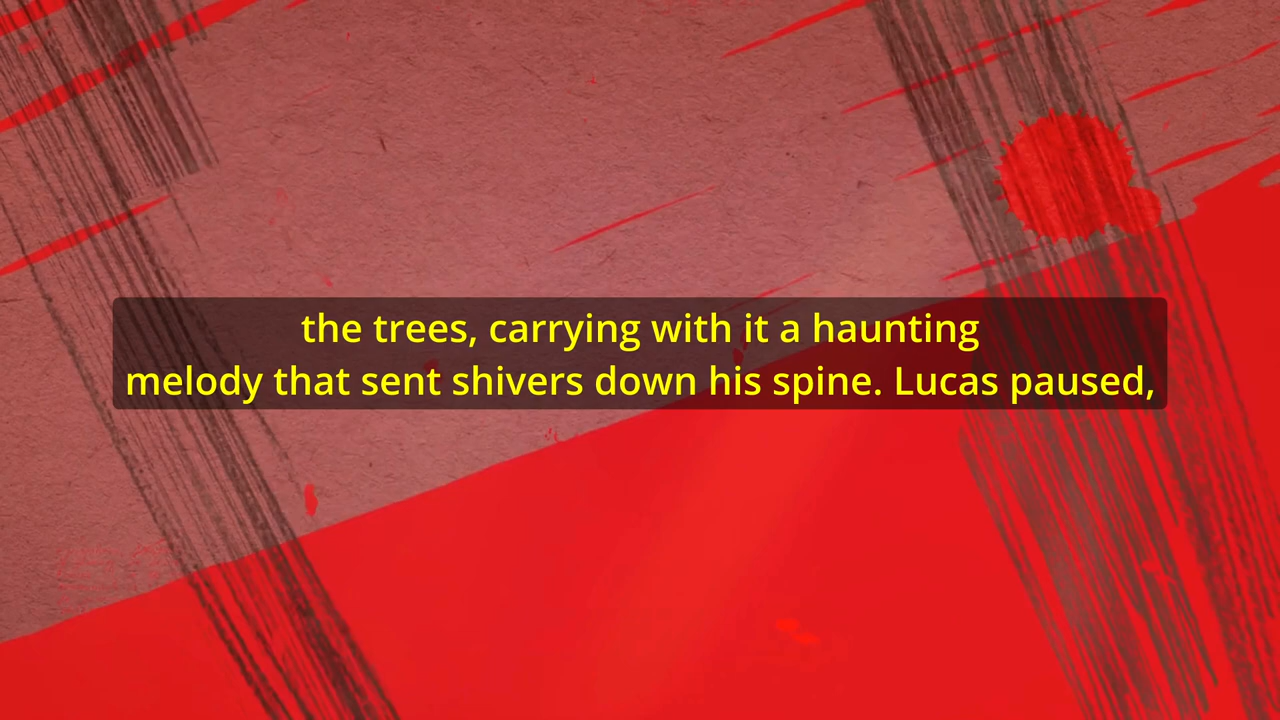 the trees, carrying with it a haunting
melody that sent shivers down his spine. Lucas paused,